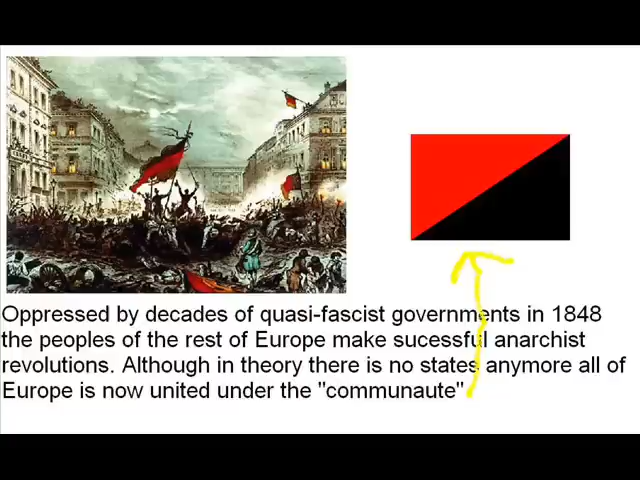 Oppressed by decades of quasi-fascist governments in 1848
the peoples of the rest of Europe make sucessful anarchist
revolutions. Although in theory there is no states anymore all of
Europe is now united under the "communaute"